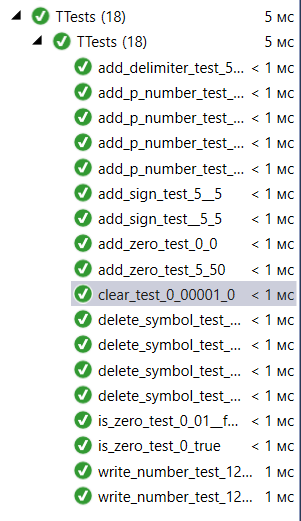 TTests (18) 5 мс
TTests (18) 5 мс
add_delimiter_test_5... < 1 мс
add_p_number_test_... < 1 мс
add_p_number_test_... < 1 мс
add_p_number_test_... < 1 мс
add_p_number_test_... < 1 мс
add_sign_test_5__5 < 1 мс
add_sign_test__5_5 < 1 мс
add_zero_test_0_0 < 1 мс
add_zero_test_5_50 < 1 мс
clear_test_0_00001_0 < 1 мс
delete_symbol_test_... < 1 мс
delete_symbol_test_... < 1 мс
delete_symbol_test_... < 1 мс
delete_symbol_test_... < 1 мс
is_zero_test_0_01__f... < 1 мс
is_zero_test_0_true < 1 мс
write_number_test_12... < 1 мс
write_number_test_12... < 1 мс